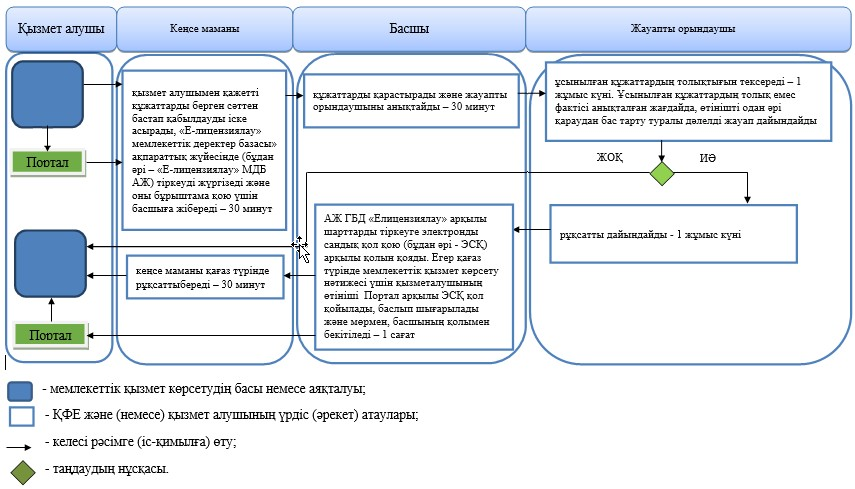 Қызмет алушы
Кеңсе маманы
Басшы
Жауапты орындаушы
Портал
қызмет алушымен қажетті
құжаттарды берген сәттен
бастап қабылдауды іске
асырады, «Е-лицензиялау»
мемлекеттік деректер базасы»
ақпараттық жүйесінде (бұдан
әрі – «Е-лицензиялау» МДБ
АЖ) тіркеуді жүргізеді және
оны бұрыштама қою үшін
басшыға жібереді – 30 минут
құжаттарды қарастырады және жауапты
орындаушыны анықтайды – 30 минут
ұсынылған құжаттардың толықтығын тексереді – 1
жұмыс күні. Ұсынылған құжаттардың толық емес
фактісі анықталған жағдайда, өтінішті одан әрі
қараудан бас тарту туралы дәлелді жауап дайындайды
ЖОҚ
ИӘ
рұқсатты дайындайды - 1 жұмыс күні
АЖ ГБД «Елицензиялау» арқылы
шарттарды тіркеуге электронды
сандық қол қою (бұдан әрі - ЭСҚ)
арқылы қолын қояды. Егер қағаз
түрінде мемлекеттік қызмет көрсету
нәтижесі үшін қызметалушының
өтініші Портал арқылы ЭСҚ қол
қойылады, баслып шығарылады
және мөрмен, басшының қолымен
бекітіледі – 1 сағат
кеңсе маманы қағаз түрінде
рұқсаттыбереді – 30 минут
Портал
- мемлекеттік қызмет көрсетудің басы немесе аяқталуы;
- ҚФЕ және (немесе) қызмет алушының үрдіс (әрекет) атаулары;
- келесі рәсімге (іс-қимылға) өту;
- таңдаудың нұсқасы.